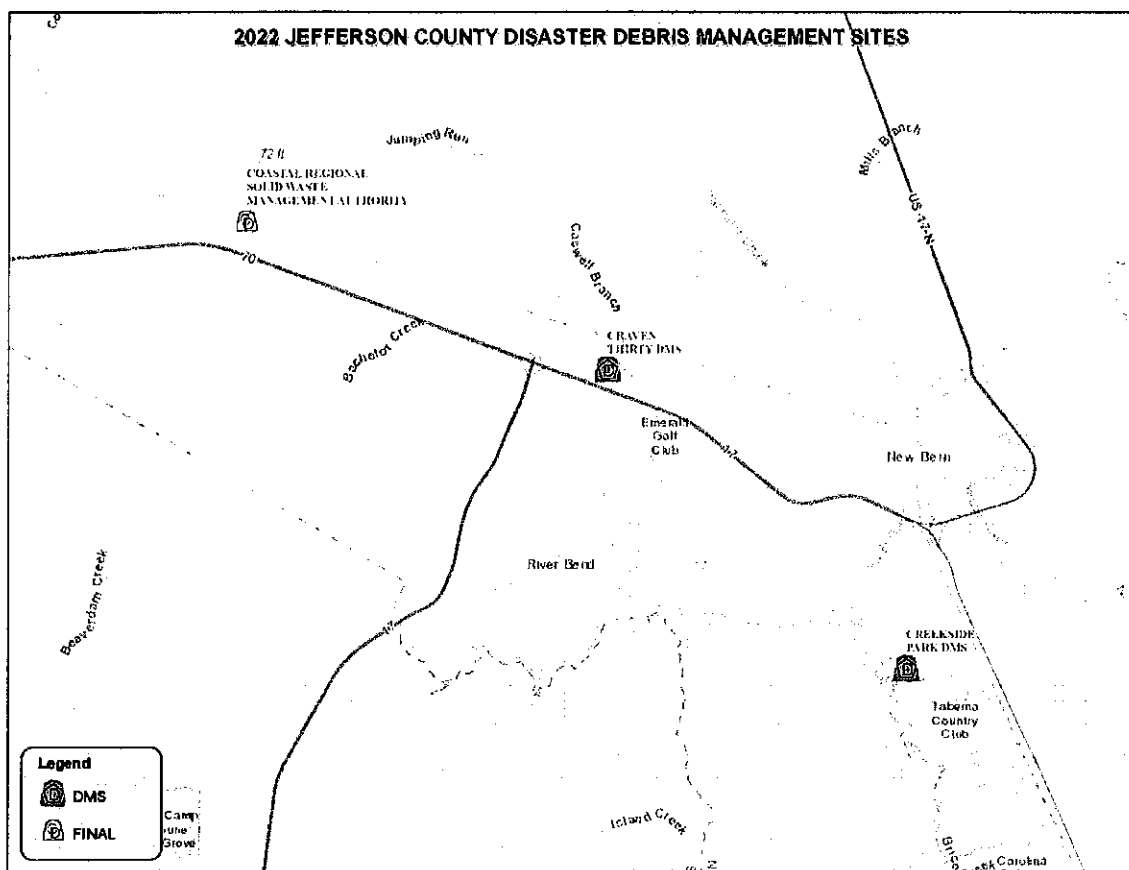 2022 JEFFERSON COUNTY DISASTER DEBRIS MANAGEMENT SITES
Jumping Run
72 ft
COASTAL REGIONAL
SOLID WASTE
MANAGEMENT AUTHORITY
Mills Branch
US-17-N
Caswell Branch
70
Bachelor Creek
CRAVEN
THIRTY DMS
Emerald
Golf
Club
17
New Bern
Beaverdam Creek
River Bend
17
CREEKSIDE
PARK DMS
Taberna
Country
Club
Legend
DMS
FINAL
Camp
Grove
Island Creek
Carolina